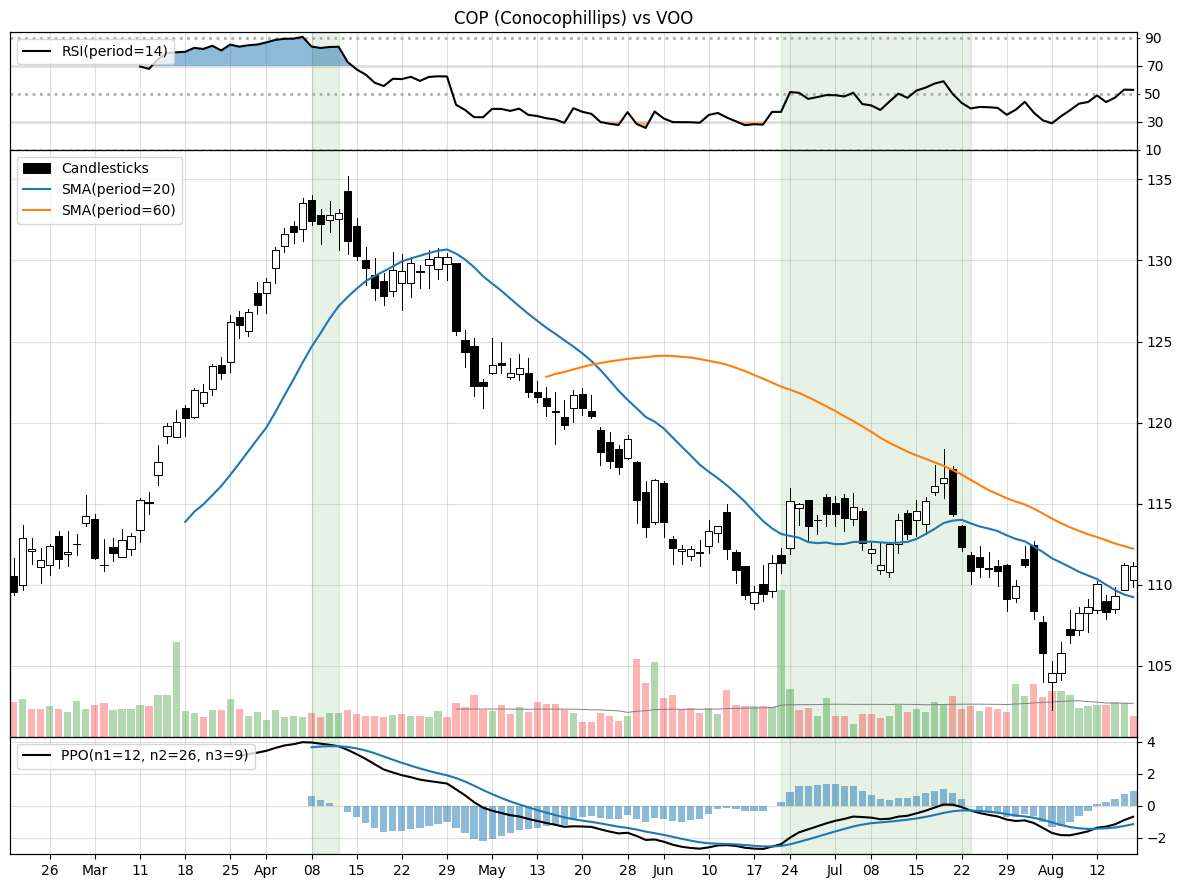 COP (Conocophillips) vs VOO
RSI(period=14)
90
70
50
30
10
Candlesticks
SMA(period=20)
SMA(period=60)
135
130
125
120
115
110
105
PPO(n1=12, n2=26, n3=9)
4
2
0
−2
26 Mar 11 18 25 Apr 08 15 22 29 May 13 20 28 Jun 10 17 24 Jul 08 15 22 29 Aug 12